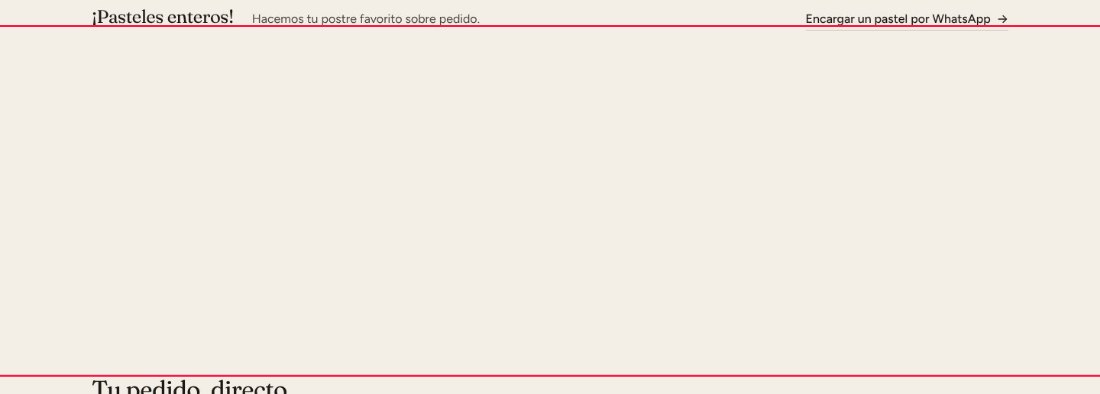 ¡Pasteles enteros! Hacemos tu postre favorito sobre pedido. Encargar un pastel por WhatsApp →
Tu pedido, directo